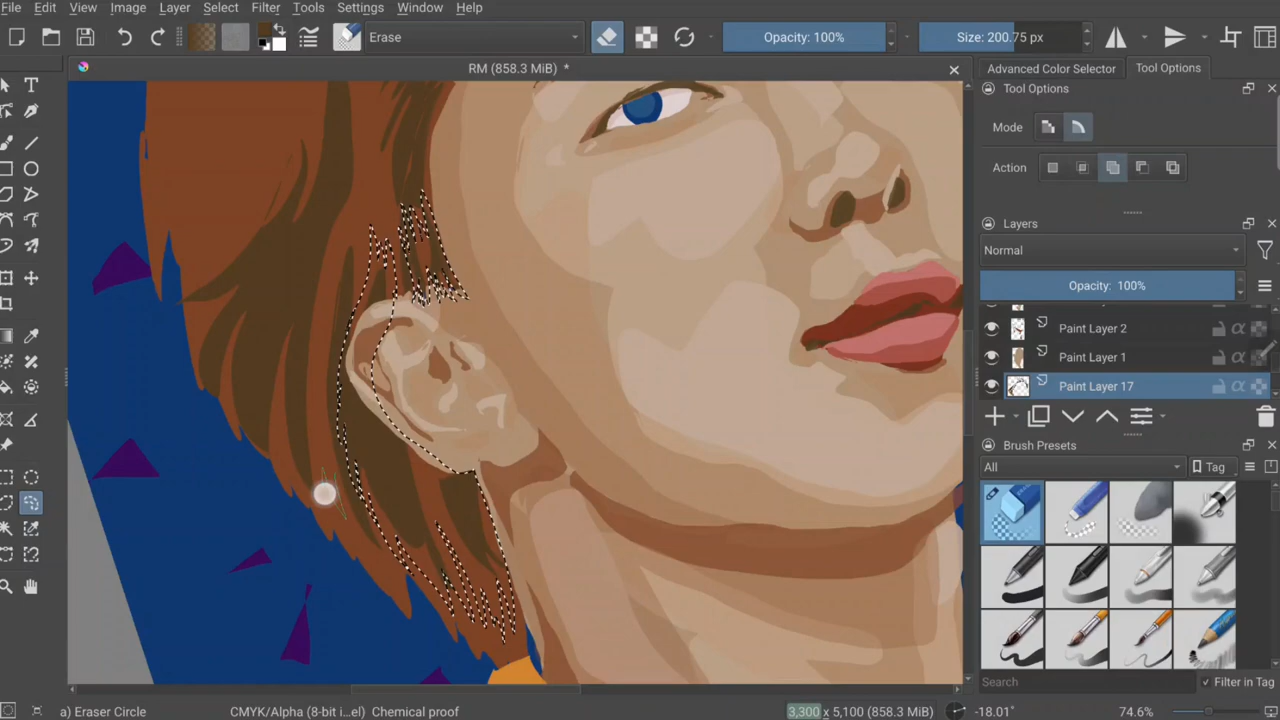 File Edit View Image Layer Select Filter Tools Settings Window Help
Erase Opacity: 100% Size: 200.75 px
RM (858.3 MiB) *
Advanced Color Selector Tool Options
Tool Options
Mode
Action
Layers
Normal
Opacity: 100%
Paint Layer 2
Paint Layer 1
Paint Layer 17
Brush Presets
All Tag
Search Filter in Tag
a) Eraser Circle CMYK/Alpha (8-bit i...el) Chemical proof 3,300 x 5,100 (858.3 MiB) -18.01° 74.6%